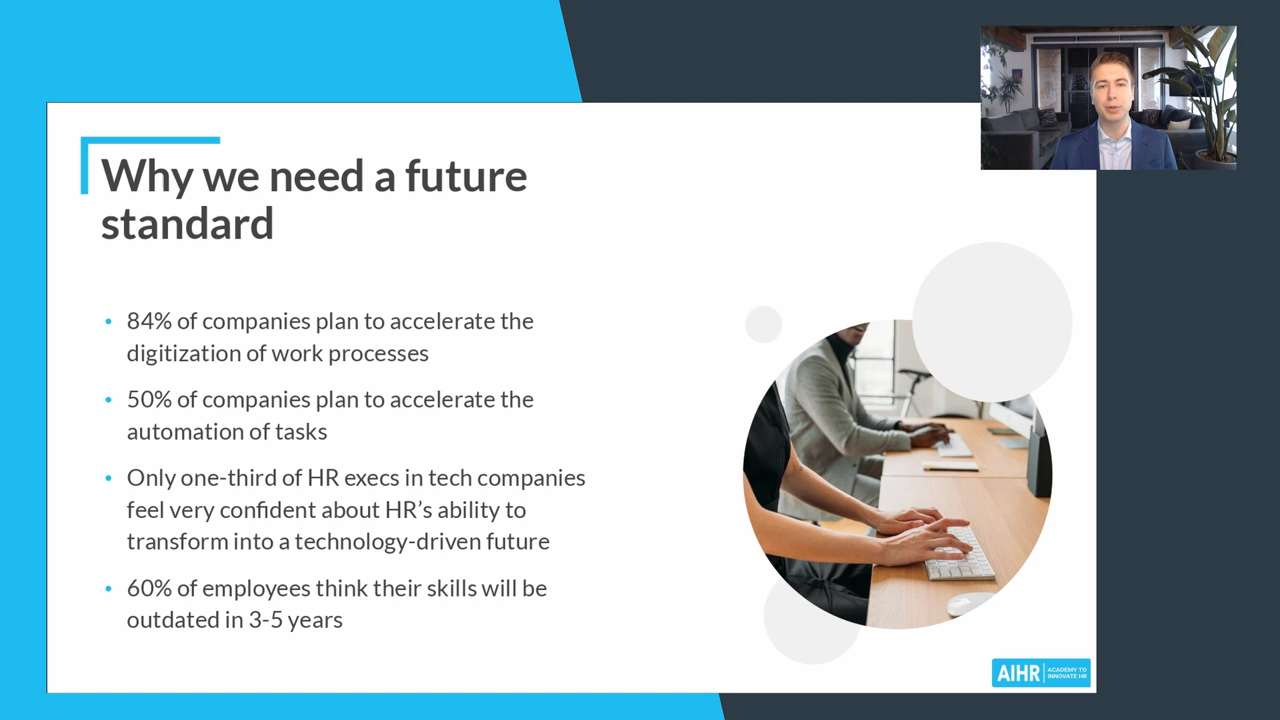 Why we need a future
standard
• 84% of companies plan to accelerate the
digitization of work processes
• 50% of companies plan to accelerate the
automation of tasks
• Only one-third of HR execs in tech companies
feel very confident about HR’s ability to
transform into a technology-driven future
• 60% of employees think their skills will be
outdated in 3-5 years
AIHR
ACADEMY TO
INNOVATE HR